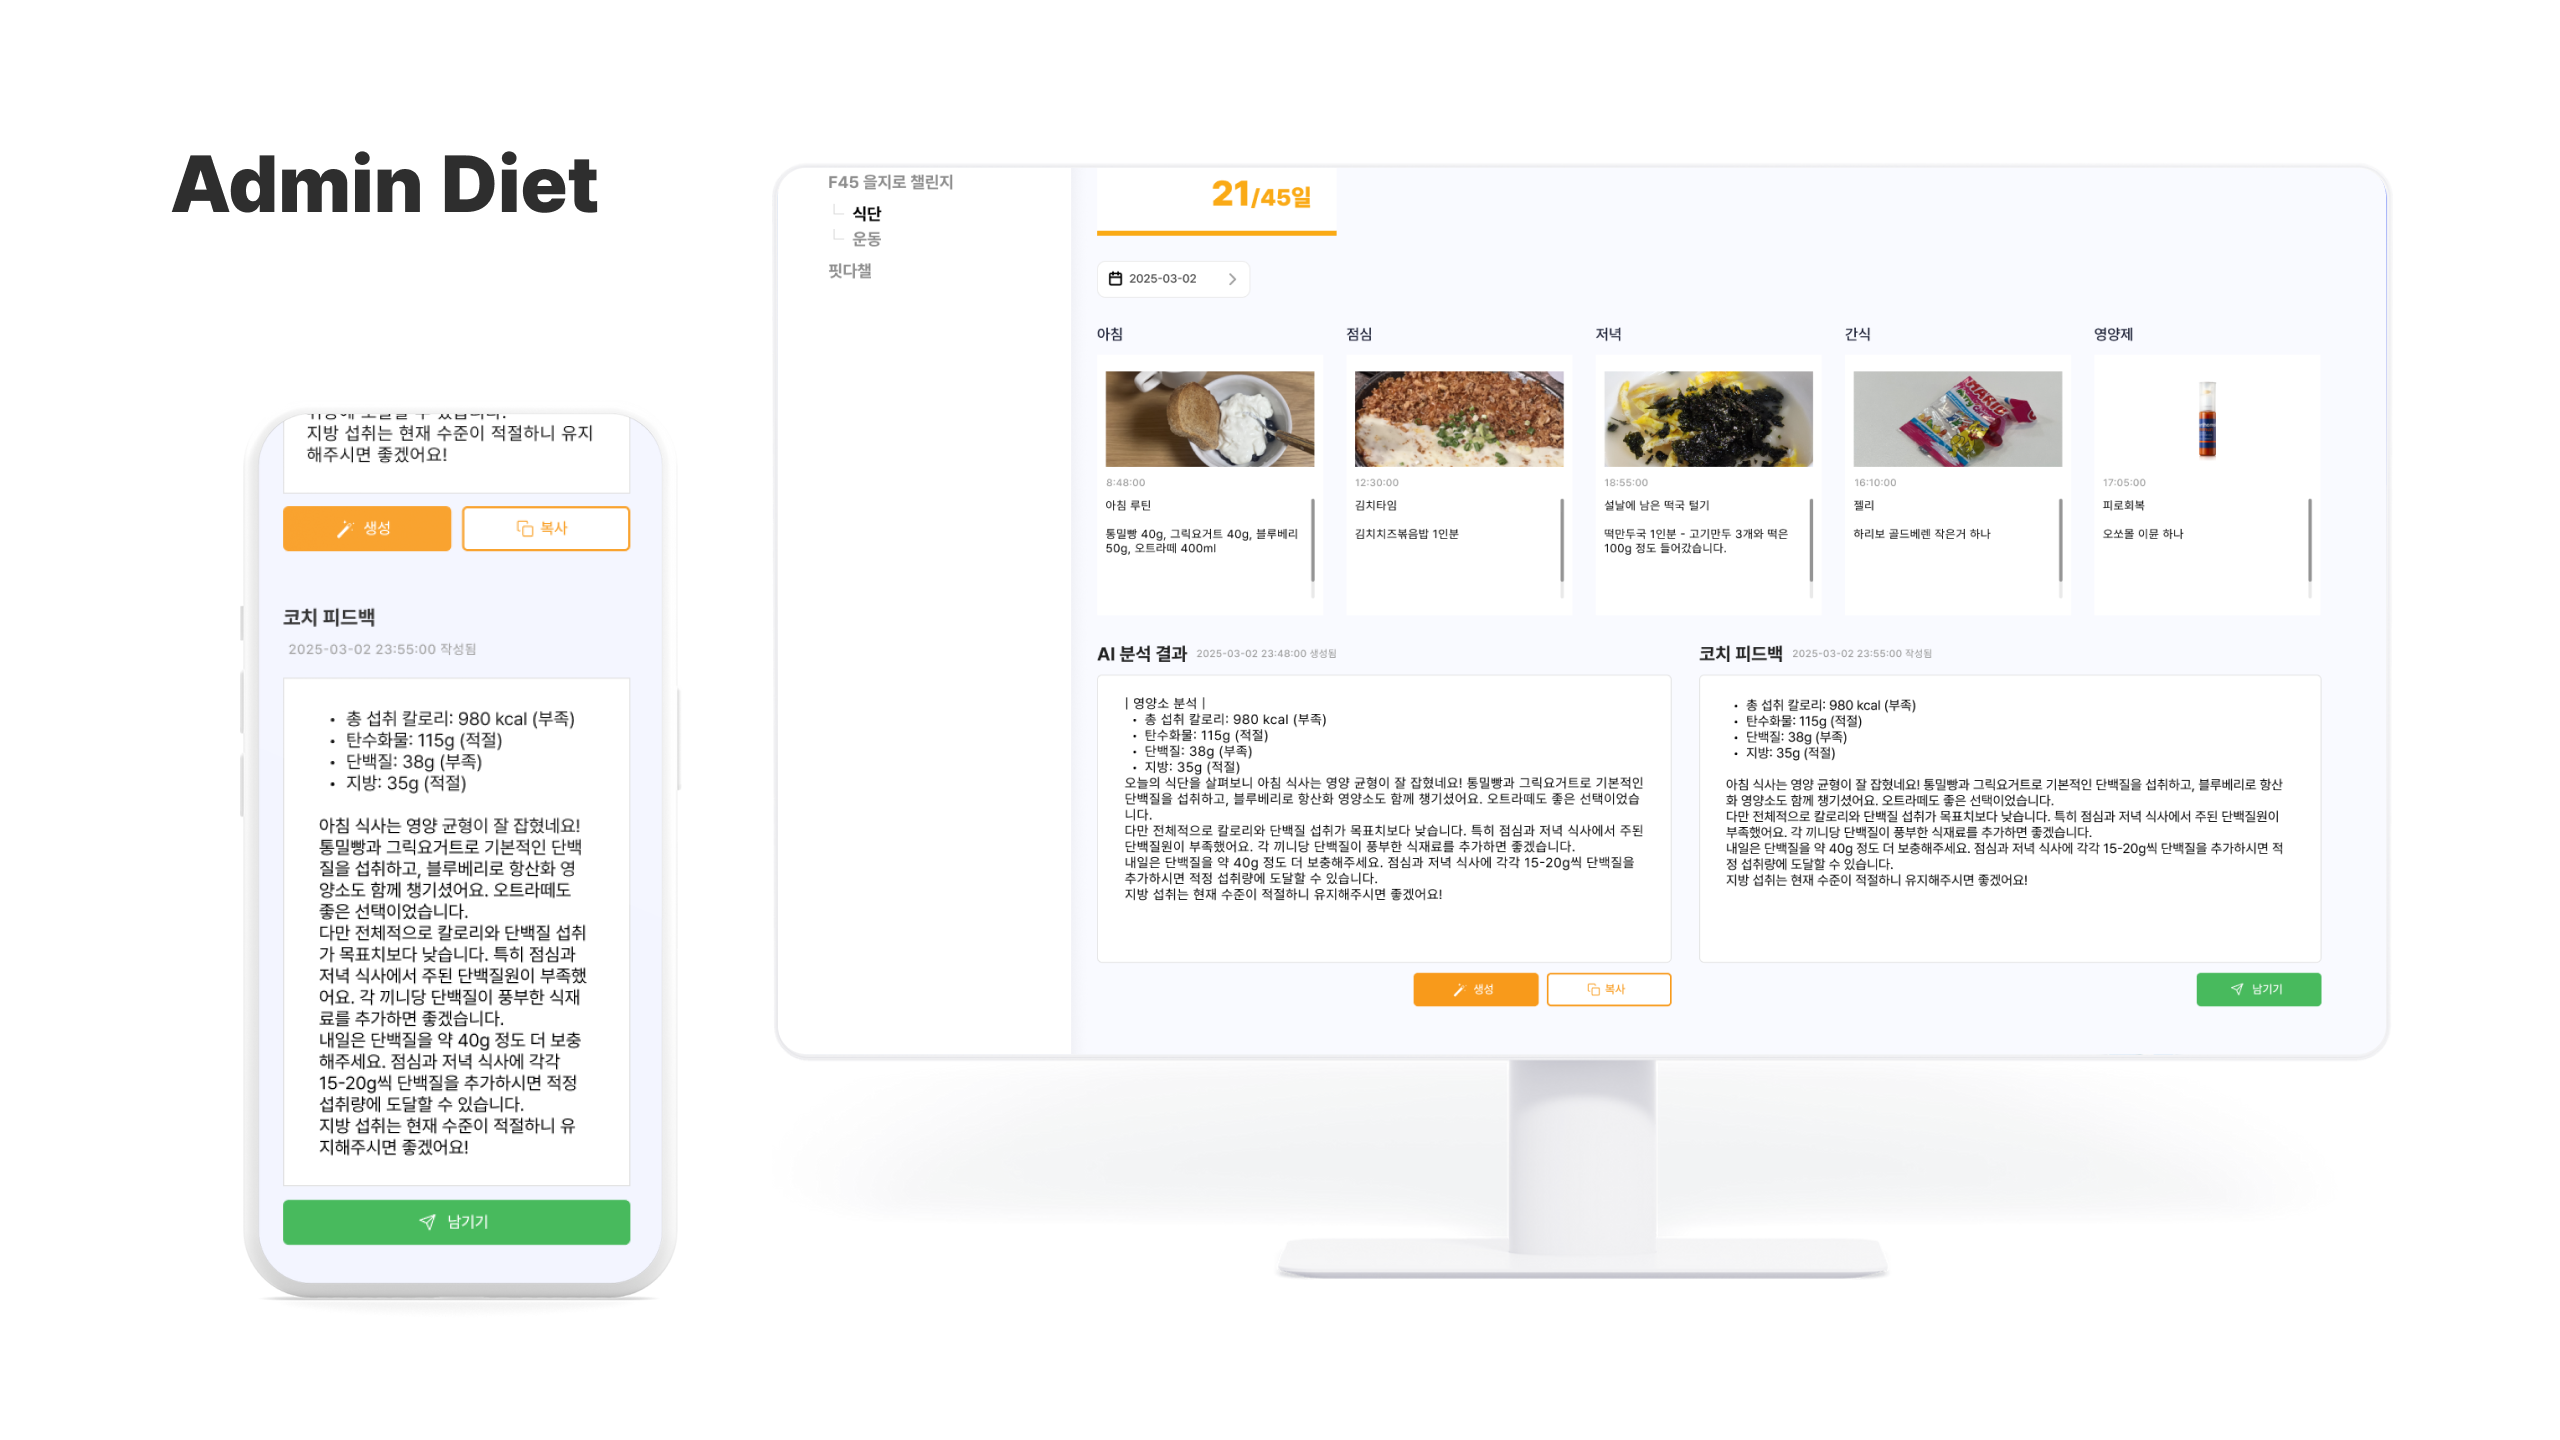 Admin Diet
지방 섭취는 현재 수준이 적절하니 유지
해주시면 좋겠어요!
생성
복사
코치 피드백
2025-03-02 23:55:00 작성됨
• 총 섭취 칼로리: 980 kcal (부족)
• 탄수화물: 115g (적절)
• 단백질: 38g (부족)
• 지방: 35g (적절)
아침 식사는 영양 균형이 잘 잡혔네요!
통밀빵과 그릭요거트로 기본적인 단백
질을 섭취하고, 블루베리로 항산화 영
양소도 함께 챙기셨어요. 오트라떼도
좋은 선택이었습니다.
다만 전체적으로 칼로리와 단백질 섭취
가 목표치보다 낮습니다. 특히 점심과
저녁 식사에서 주된 단백질원이 부족했
어요. 각 끼니당 단백질이 풍부한 식재
료를 추가하면 좋겠습니다.
내일은 단백질을 약 40g 정도 더 보충
해주세요. 점심과 저녁 식사에 각각
15-20g씩 단백질을 추가하시면 적정
섭취량에 도달할 수 있습니다.
지방 섭취는 현재 수준이 적절하니 유
지해주시면 좋겠어요!
남기기
F45 을지로 챌린지
식단
운동
핏다챌
21/45일
2025-03-02
아침
점심
저녁
간식
영양제
8:48:00
아침 루틴
통밀빵 40g, 그릭요거트 40g, 블루베리
50g, 오트라떼 400ml
12:30:00
김치타임
김치치즈볶음밥 1인분
18:55:00
설날에 남은 떡국 털기
떡만두국 1인분 - 고기만두 3개와 떡은
100g 정도 들어갔습니다.
16:10:00
젤리
하리보 골드베렌 작은거 하나
17:05:00
피로회복
오쏘몰 이뮨 하나
AI 분석 결과 2025-03-02 23:48:00 생성됨
| 영양소 분석 |
• 총 섭취 칼로리: 980 kcal (부족)
• 탄수화물: 115g (적절)
• 단백질: 38g (부족)
• 지방: 35g (적절)
오늘의 식단을 살펴보니 아침 식사는 영양 균형이 잘 잡혔네요! 통밀빵과 그릭요거트로 기본적인
단백질을 섭취하고, 블루베리로 항산화 영양소도 함께 챙기셨어요. 오트라떼도 좋은 선택이었습
니다.
다만 전체적으로 칼로리와 단백질 섭취가 목표치보다 낮습니다. 특히 점심과 저녁 식사에서 주된
단백질원이 부족했어요. 각 끼니당 단백질이 풍부한 식재료를 추가하면 좋겠습니다.
내일은 단백질을 약 40g 정도 더 보충해주세요. 점심과 저녁 식사에 각각 15-20g씩 단백질을
추가하시면 적정 섭취량에 도달할 수 있습니다.
지방 섭취는 현재 수준이 적절하니 유지해주시면 좋겠어요!
생성
복사
코치 피드백 2025-03-02 23:55:00 작성됨
• 총 섭취 칼로리: 980 kcal (부족)
• 탄수화물: 115g (적절)
• 단백질: 38g (부족)
• 지방: 35g (적절)
아침 식사는 영양 균형이 잘 잡혔네요! 통밀빵과 그릭요거트로 기본적인 단백질을 섭취하고, 블루베리로 항산
화 영양소도 함께 챙기셨어요. 오트라떼도 좋은 선택이었습니다.
다만 전체적으로 칼로리와 단백질 섭취가 목표치보다 낮습니다. 특히 점심과 저녁 식사에서 주된 단백질원이
부족했어요. 각 끼니당 단백질이 풍부한 식재료를 추가하면 좋겠습니다.
내일은 단백질을 약 40g 정도 더 보충해주세요. 점심과 저녁 식사에 각각 15-20g씩 단백질을 추가하시면 적
정 섭취량에 도달할 수 있습니다.
지방 섭취는 현재 수준이 적절하니 유지해주시면 좋겠어요!
남기기